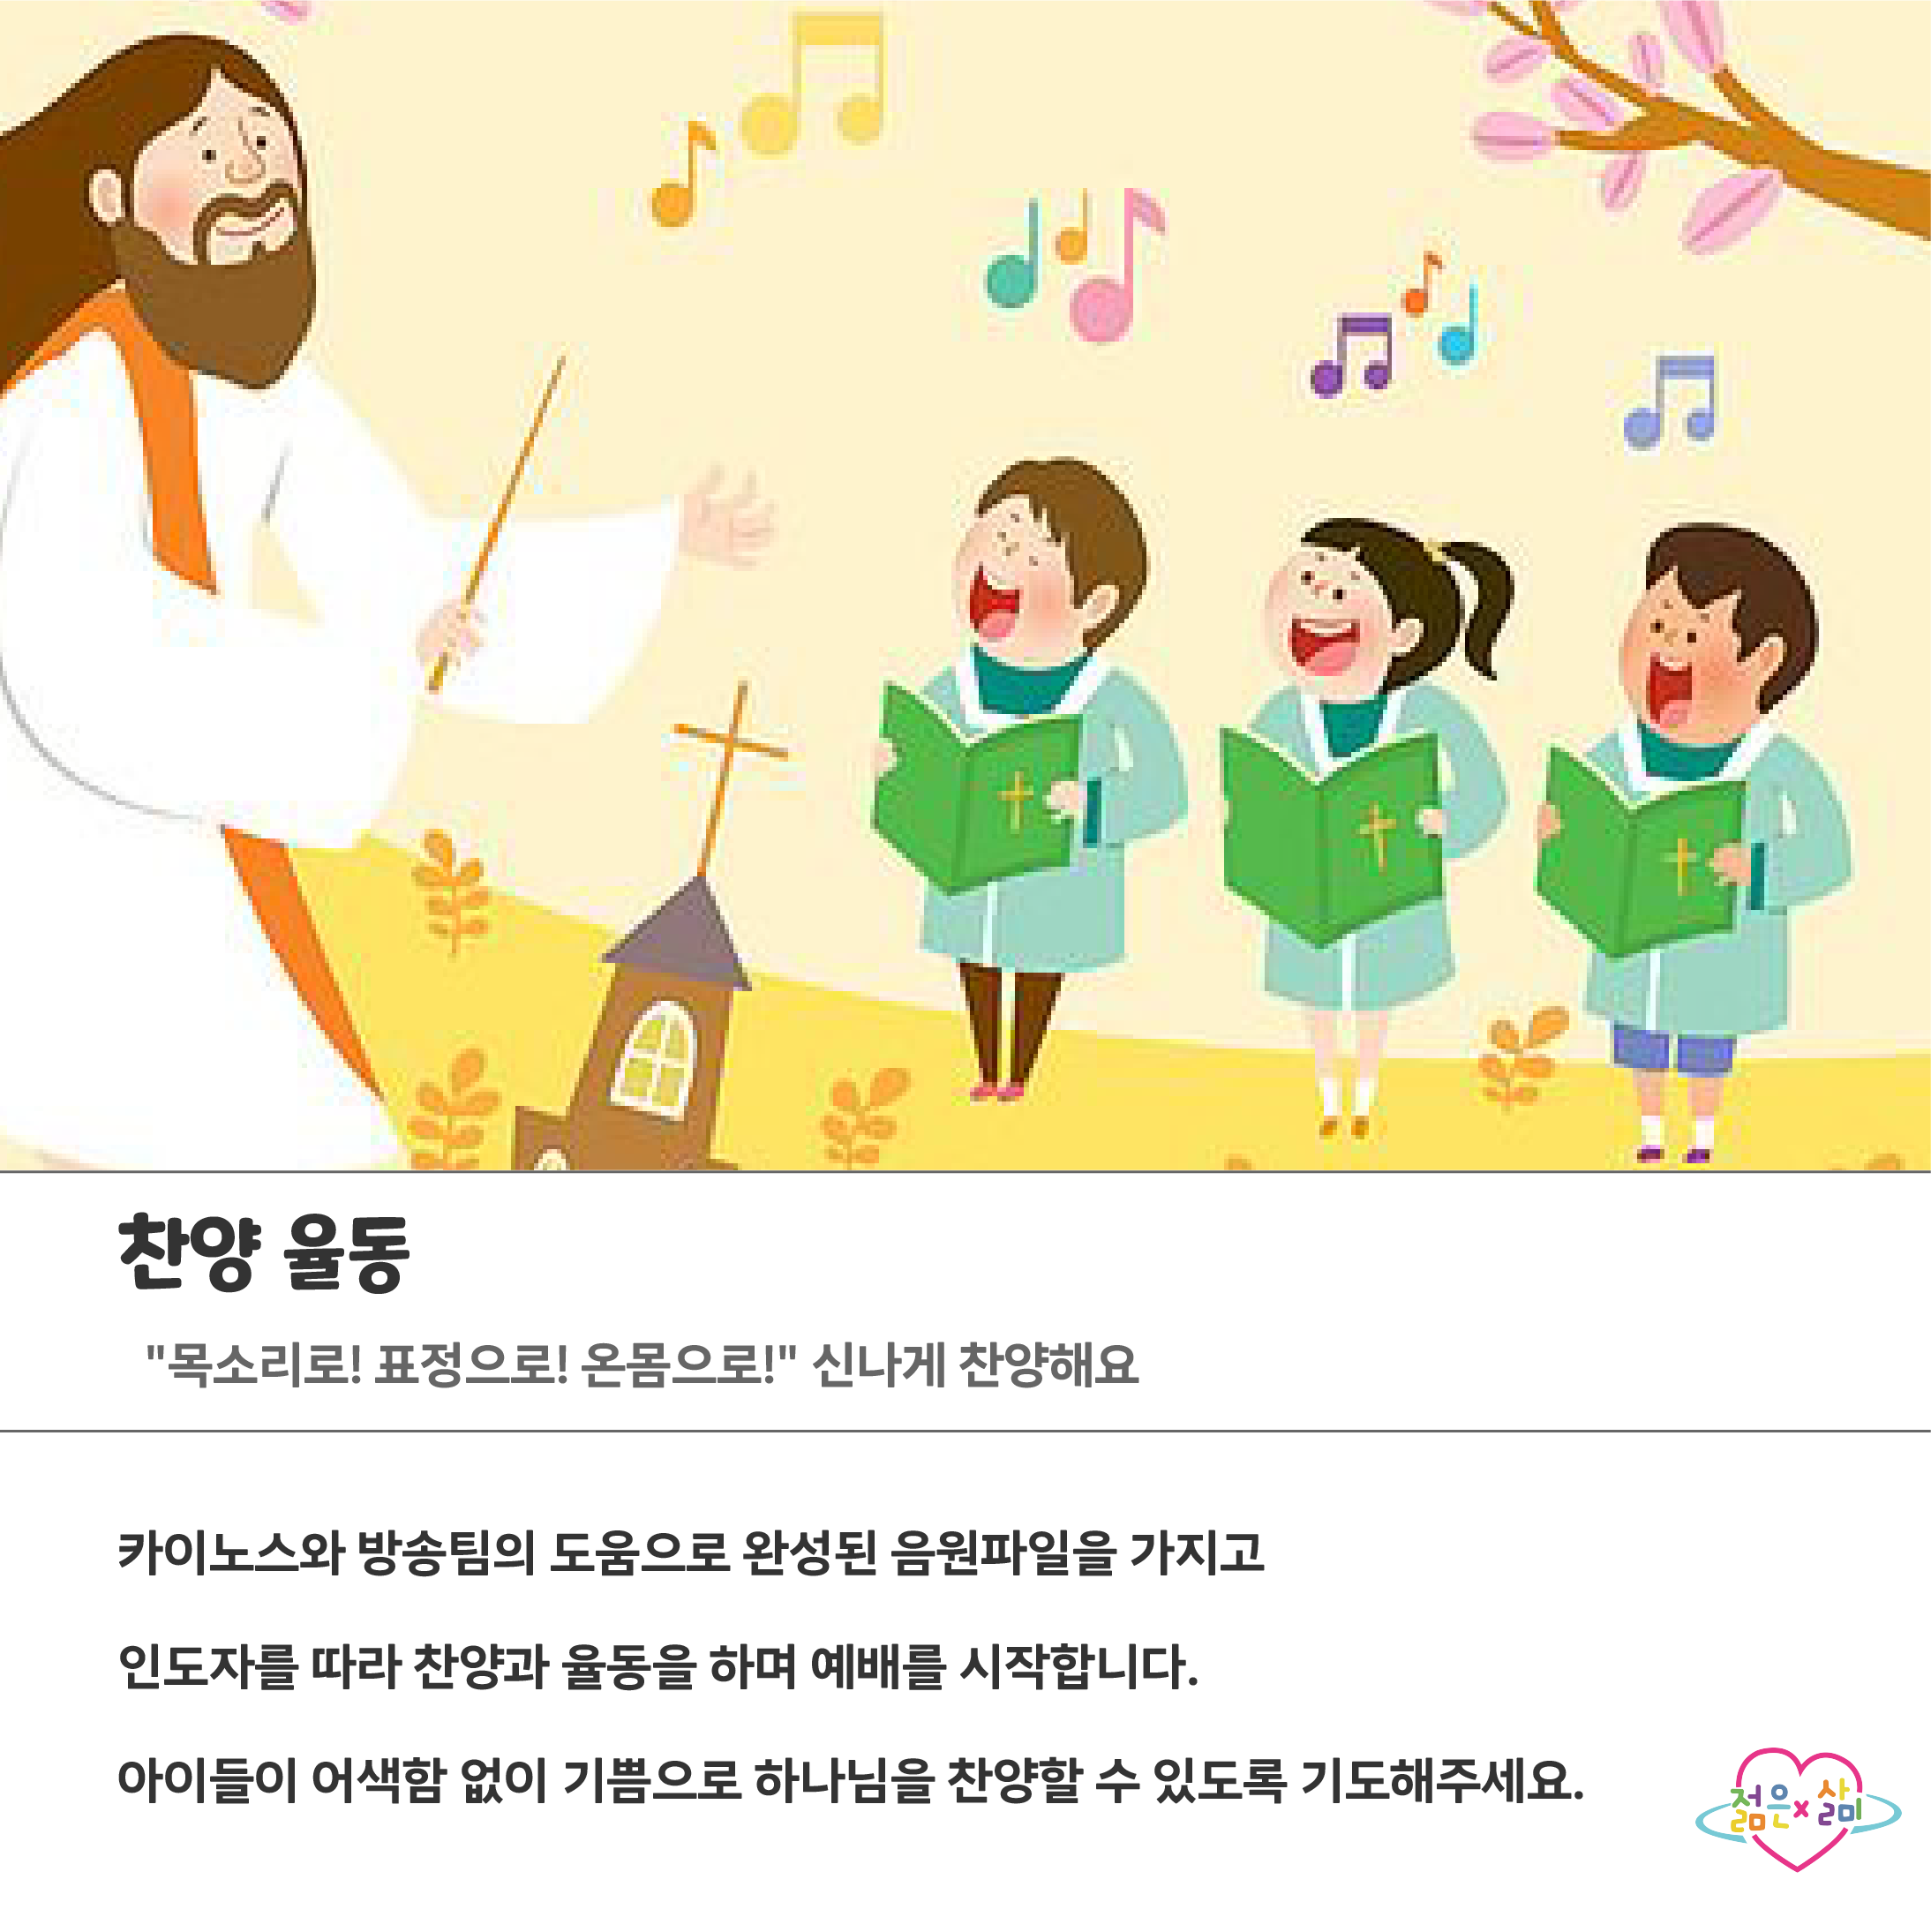 찬양 율동
"목소리로! 표정으로! 온몸으로!" 신나게 찬양해요
카이노스와 방송팀의 도움으로 완성된 음원파일을 가지고
인도자를 따라 찬양과 율동을 하며 예배를 시작합니다.
아이들이 어색함 없이 기쁨으로 하나님을 찬양할 수 있도록 기도해주세요.
젊은x삶